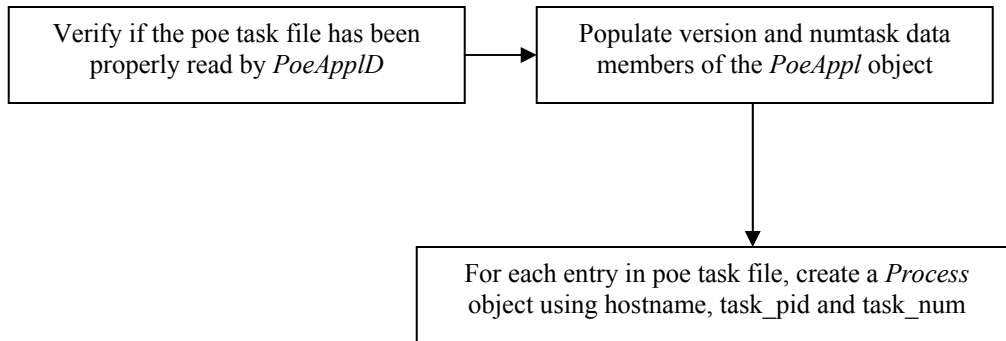 Verify if the poe task file has been
properly read by PoeApplD
Populate version and numtask data
members of the PoeAppl object
For each entry in poe task file, create a Process
object using hostname, task_pid and task_num